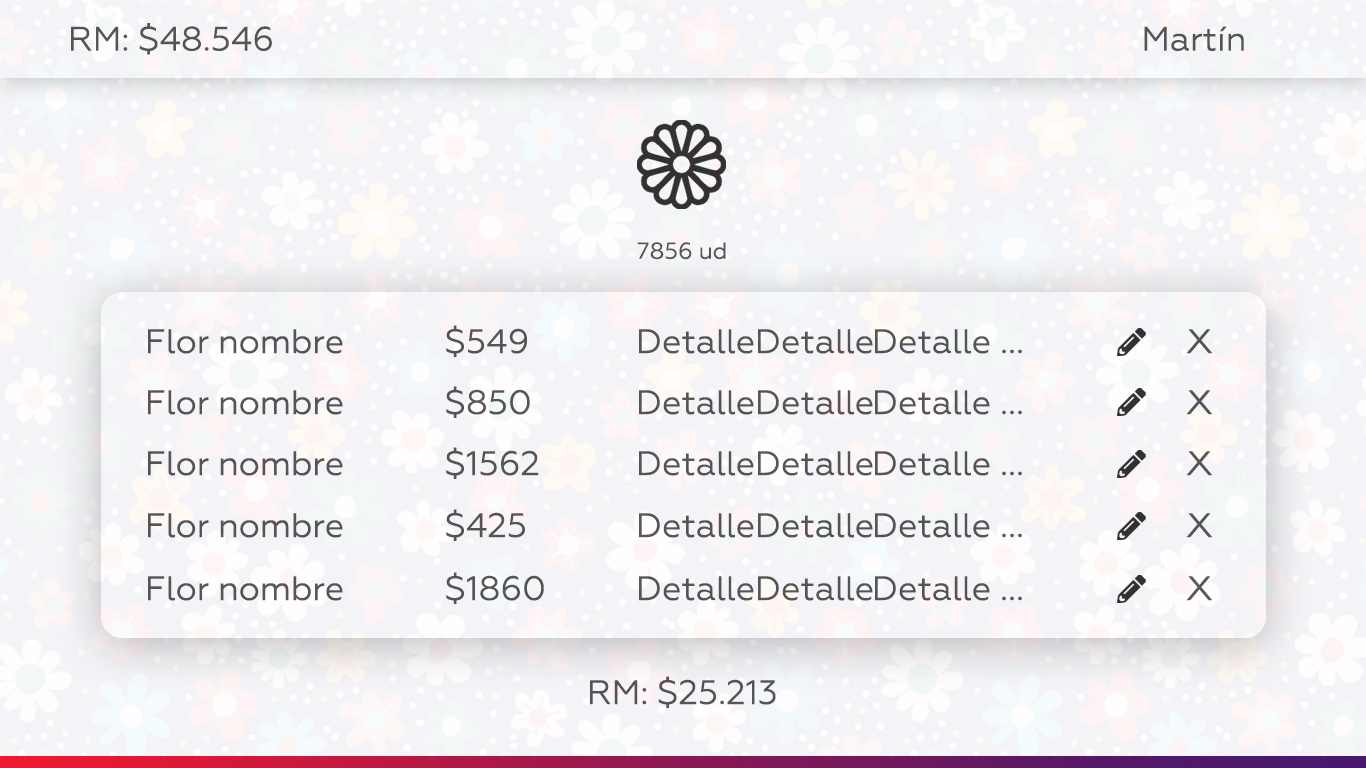 RM: $48.546 Martín
7856 ud
Flor nombre $549 DetalleDetalleDetalle ... X
Flor nombre $850 DetalleDetalleDetalle ... X
Flor nombre $1562 DetalleDetalleDetalle ... X
Flor nombre $425 DetalleDetalleDetalle ... X
Flor nombre $1860 DetalleDetalleDetalle ... X
RM: $25.213